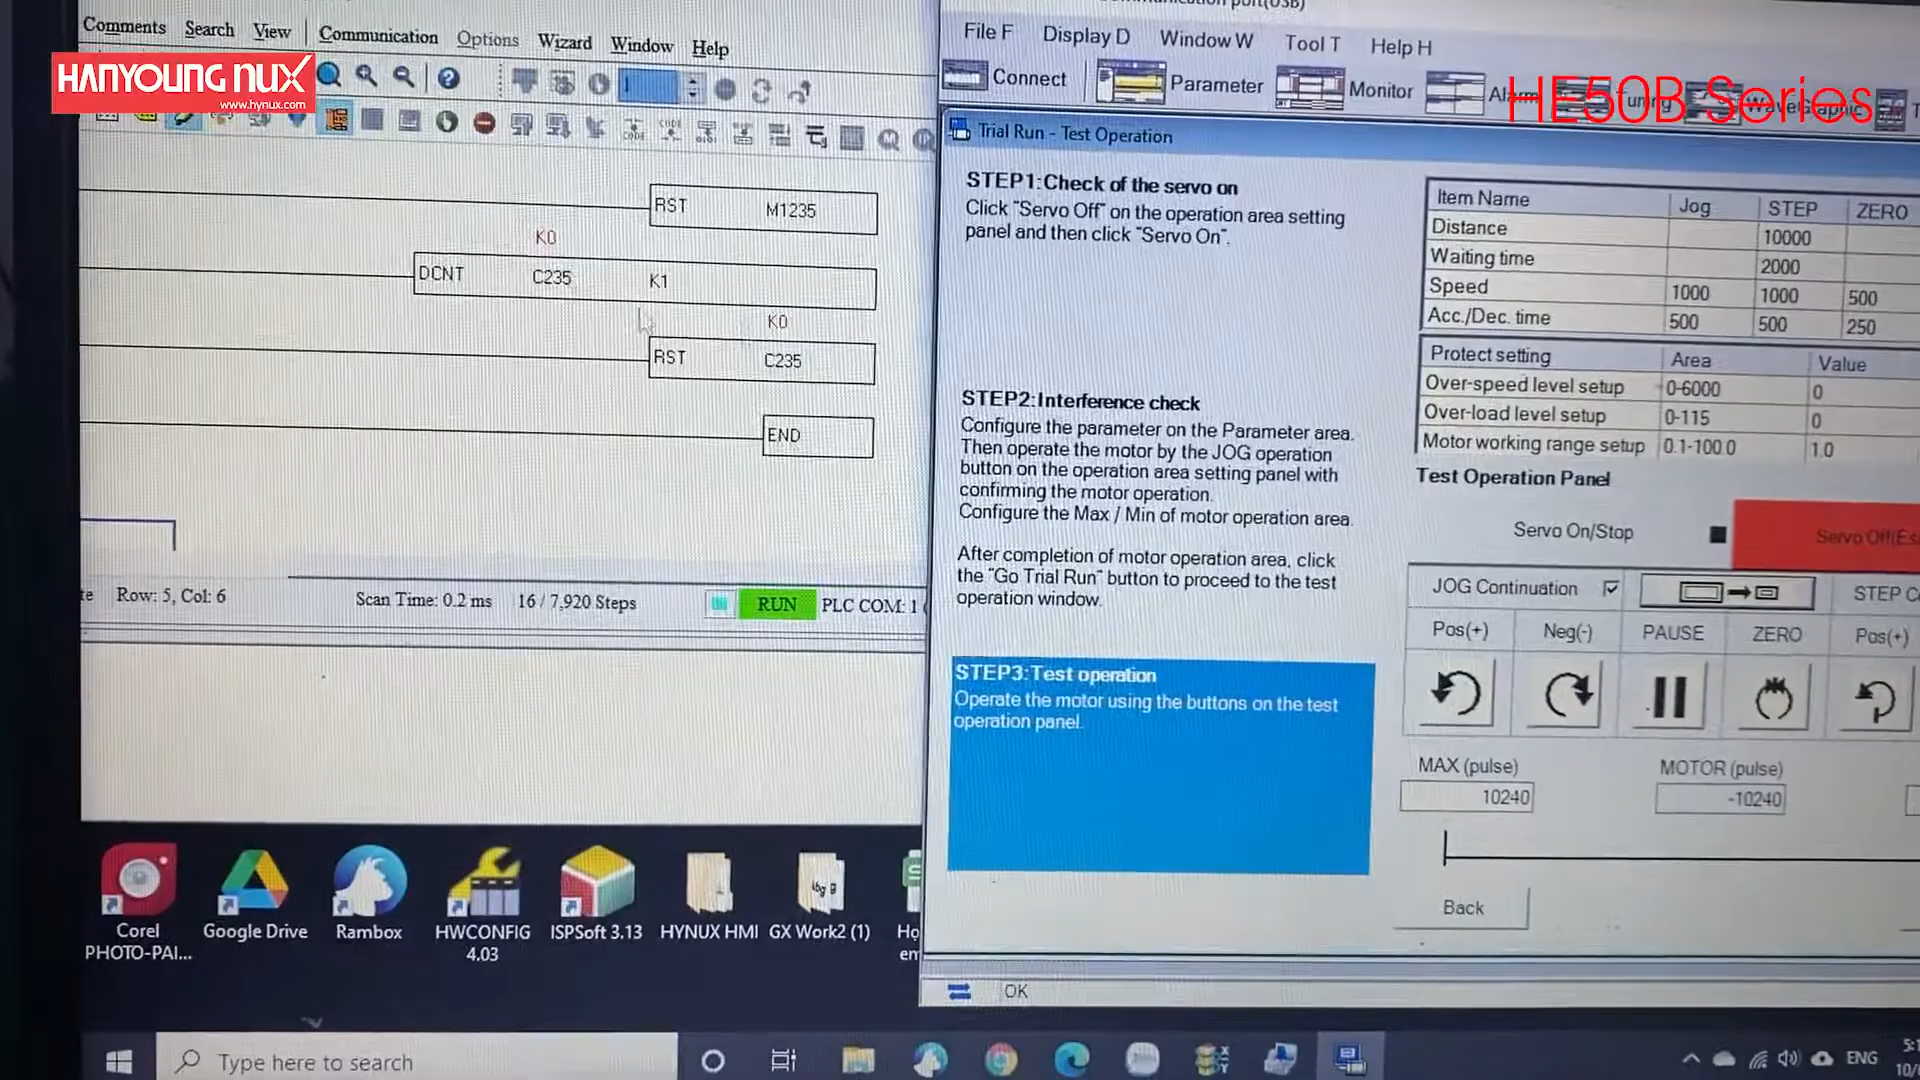 HANYOUNG NUX
www.hynux.com
HE50B Series
Comments Search View Communication Options Wizard Window Help
RST M1235
K0
DCNT C235 K1
K0
RST C235
END
Row: 5, Col: 6 Scan Time: 0.2 ms 16 / 7,920 Steps RUN PLC COM: 1
File F Display D Window W Tool T Help H
Connect Parameter Monitor
Trial Run - Test Operation
STEP1:Check of the servo on
Click "Servo Off" on the operation area setting
panel and then click "Servo On".
STEP2:Interference check
Configure the parameter on the Parameter area.
Then operate the motor by the JOG operation
button on the operation area setting panel with
confirming the motor operation.
Configure the Max / Min of motor operation area.
After completion of motor operation area, click
the "Go Trial Run" button to proceed to the test
operation window.
STEP3:Test operation
Operate the motor using the buttons on the test
operation panel.
Item Name Jog STEP ZERO
Distance 10000
Waiting time 2000
Speed 1000 1000 500
Acc./Dec. time 500 500 250
Protect setting Area Value
Over-speed level setup 0-6000 0
Over-load level setup 0-115 0
Motor working range setup 0.1-100.0 1.0
Test Operation Panel
Servo On/Stop Servo Off(Es
JOG Continuation STEP C
Pos(+) Neg(-) PAUSE ZERO Pos(+)
MAX (pulse) MOTOR (pulse)
10240 -10240
Back
OK
Corel
PHOTO-PAI...
Google Drive
Rambox
HWCONFIG
4.03
ISPSoft 3.13
HYNUX HMI
GX Work2 (1)
Type here to search
ENG